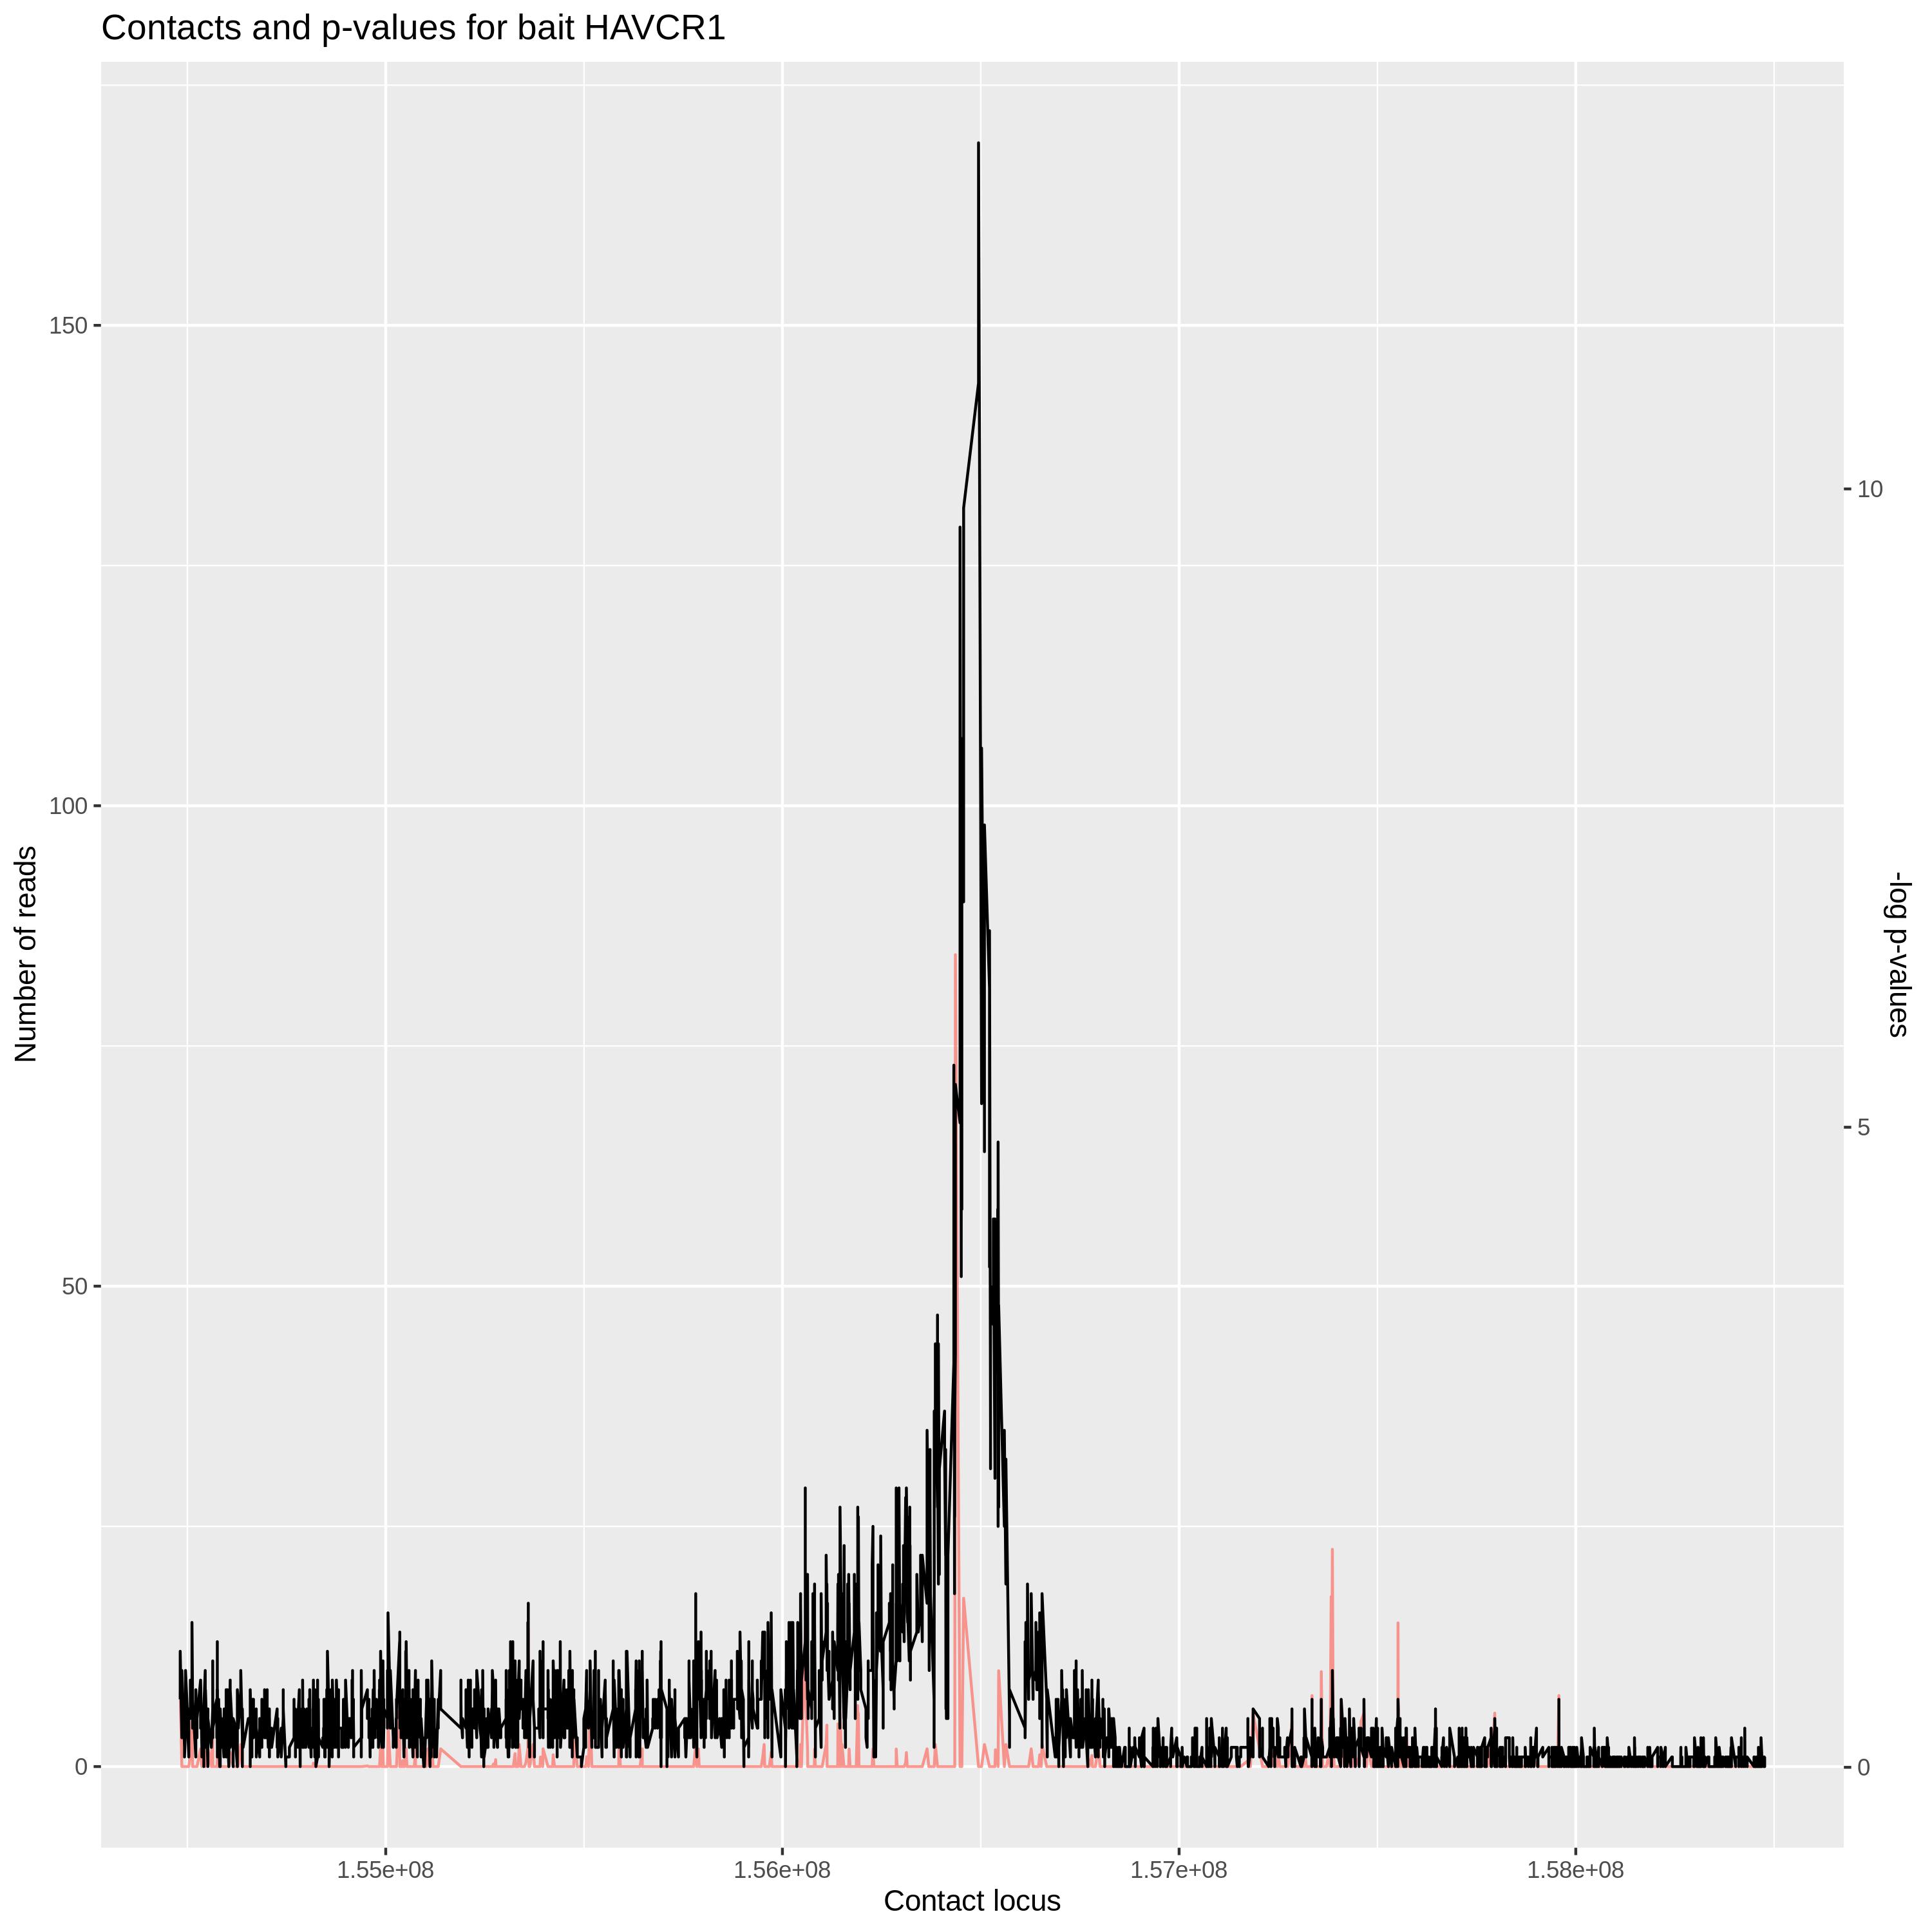 Contacts and p-values for bait HAVCR1
150
100
50
0
Number of reads
10
5
0
-log p-values
1.55e+08
1.56e+08
1.57e+08
1.58e+08
Contact locus